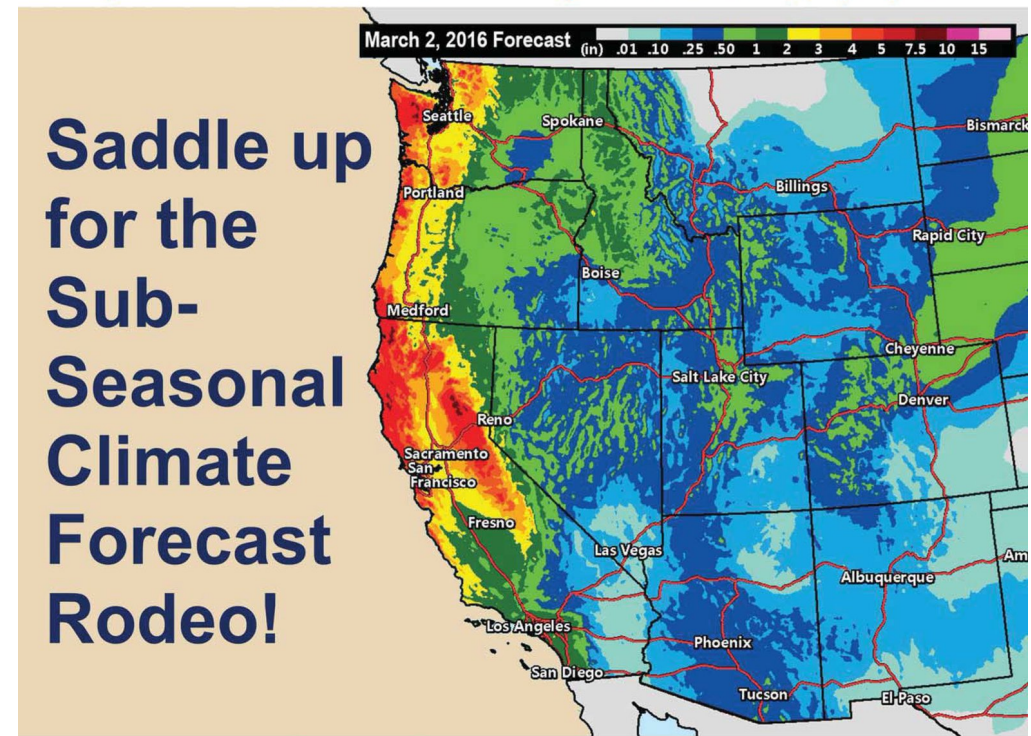 March 2, 2016 Forecast (in) .01 .10 .25 .50 1 2 3 4 5 7.5 10 15
Saddle up
for the
Sub-
Seasonal
Climate
Forecast
Rodeo!
Seattle
Spokane
Bismarck
Portland
Billings
Rapid City
Boise
Medford
Cheyenne
Salt Lake City
Denver
Reno
Sacramento
San
Francisco
Fresno
Las Vegas
Am
Albuquerque
Los Angeles
Phoenix
San Diego
Tucson
El Paso